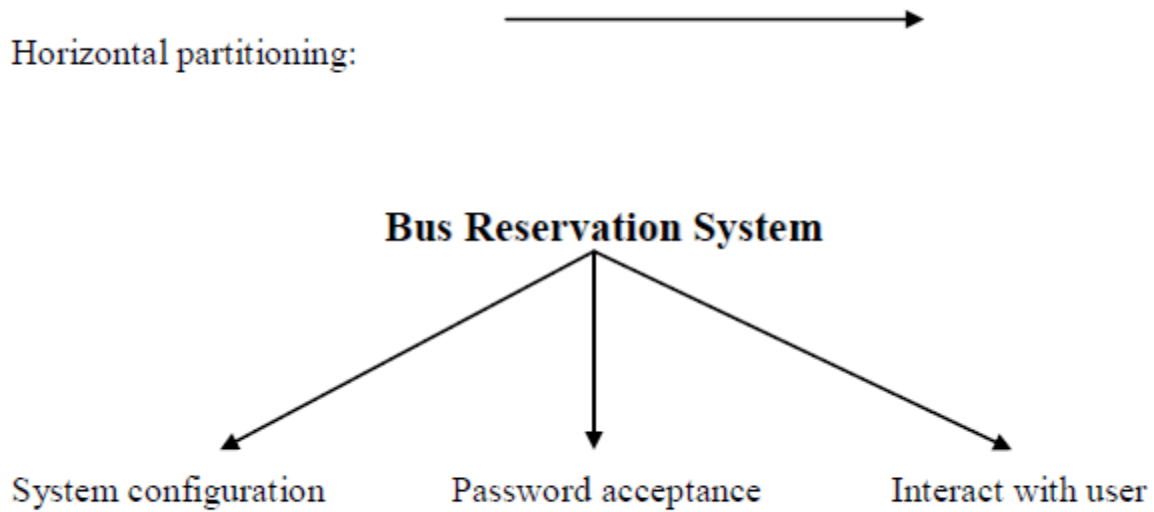 Horizontal partitioning:
Bus Reservation System
System configuration
Password acceptance
Interact with user